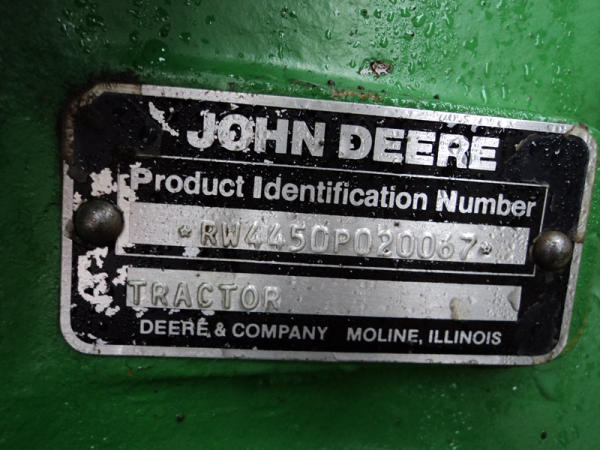 JOHN DEERE
Product Identification Number
*RW4450P020067*
TRACTOR
DEERE & COMPANY MOLINE, ILLINOIS